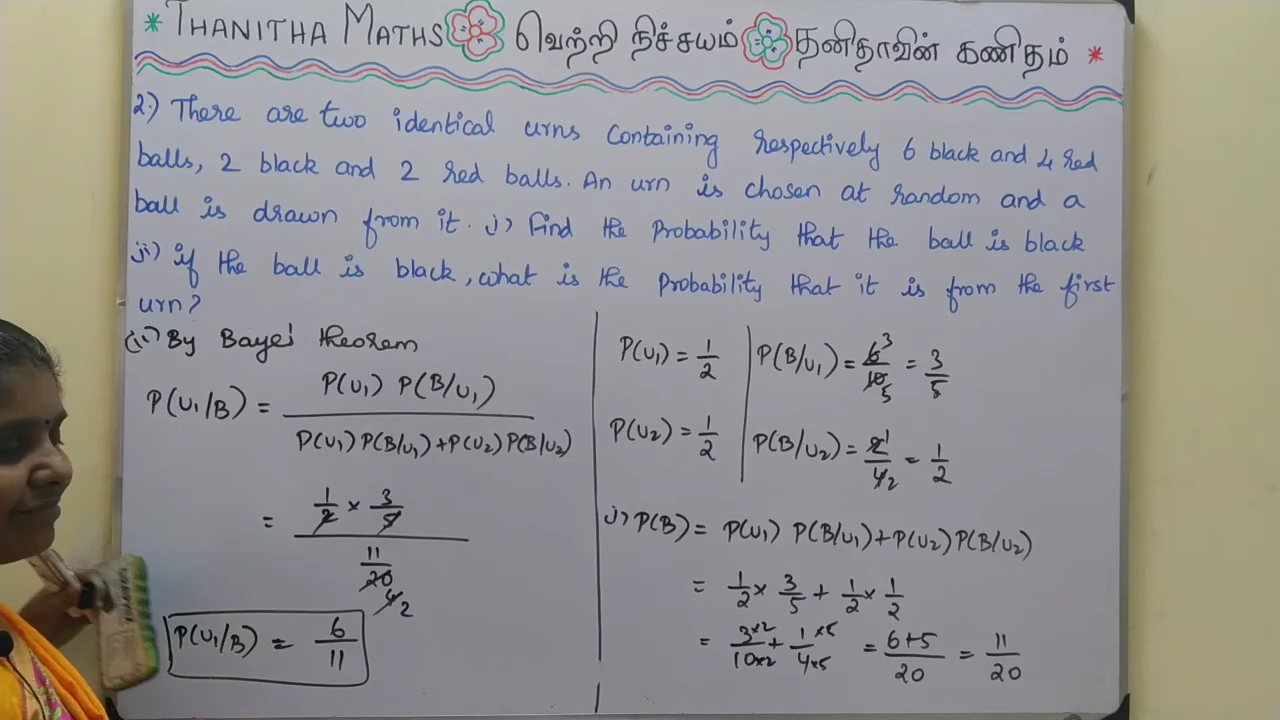 * THANITHA MATHS வெற்றி நிச்சயம் தனிதாவின் கணிதம் *
2.) There are two identical urns containing respectively 6 black and 4 red
balls, 2 black and 2 red balls. An urn is chosen at random and a
ball is drawn from it. i) Find the probability that the ball is black
ii) if the ball is black, what is the probability that it is from the first
urn?
(ii) By Baye's theorem
P(U₁/B) = P(U₁) P(B/U₁) / P(U₁) P(B/U₁) + P(U₂) P(B/U₂)
= 1/2 × 3/5 / 11/20 4 2
P(U₁/B) = 6/11
P(U₁) = 1/2
P(U₂) = 1/2
P(B/U₁) = 6 3/10 5 = 3/5
P(B/U₂) = 2 1/4 2 = 1/2
i) P(B) = P(U₁) P(B/U₁) + P(U₂) P(B/U₂)
= 1/2 × 3/5 + 1/2 × 1/2
= 3×2/10×2 + 1×5/4×5 = 6+5/20 = 11/20